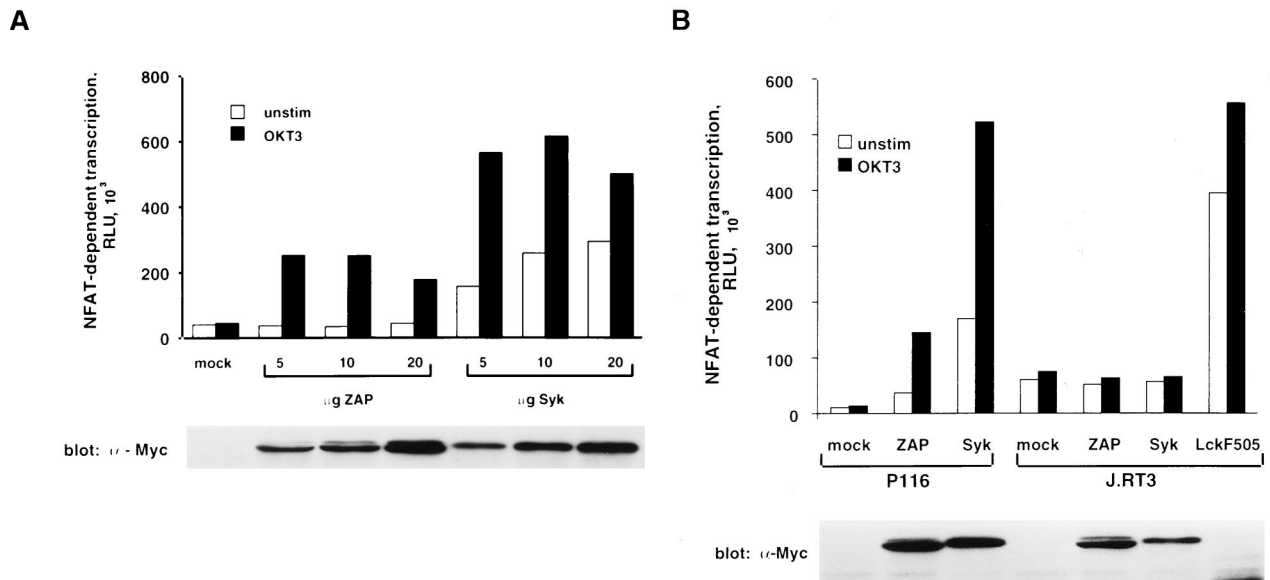 A
NFAT-dependent transcription.
RLU, 10³
800
600
400
200
0
unstim
OKT3
mock
5
10
20
5
10
20
µg ZAP
µg Syk
blot: α - Myc
B
NFAT-dependent transcription,
RLU, 10³
600
500
400
300
200
100
0
unstim
OKT3
mock
ZAP
Syk
mock
ZAP
Syk
LckF505
P116
J.RT3
blot: α-Myc